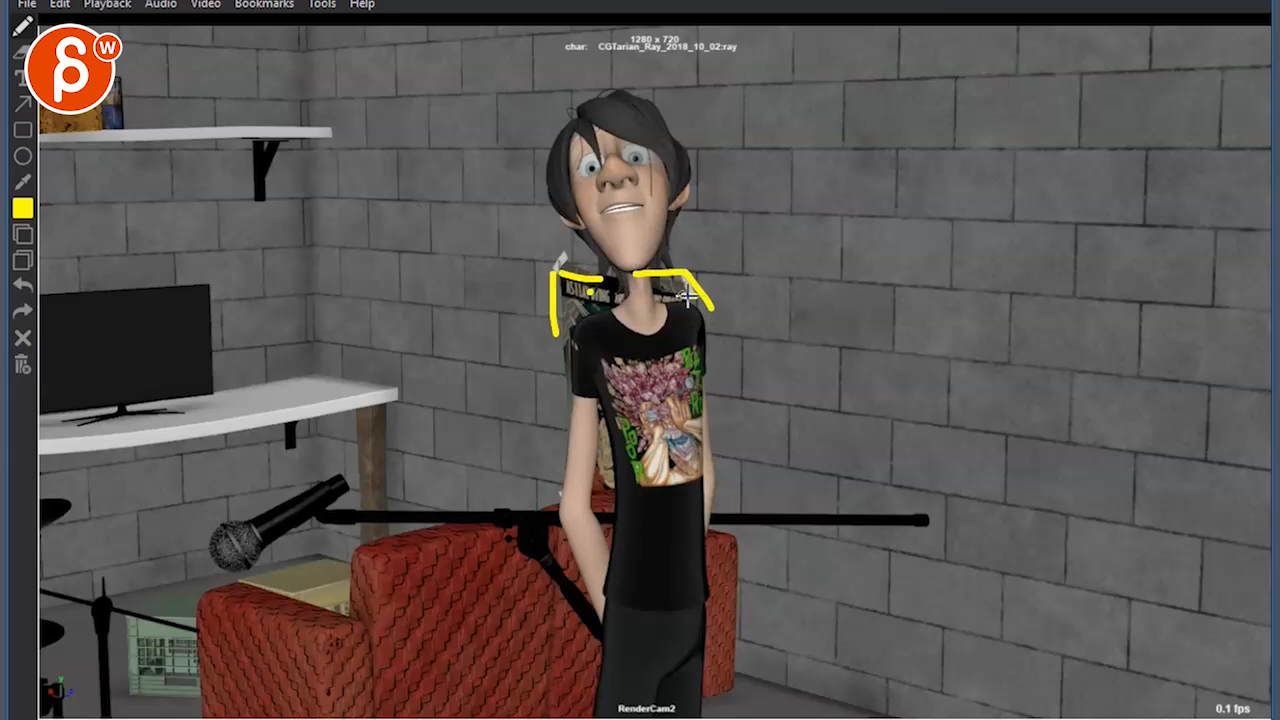 File Edit Playback Audio Video Bookmarks Tools Help
W
1280 x 720
char: CGTarian_Ray_2018_10_02:ray
RenderCam2
0.1 fps